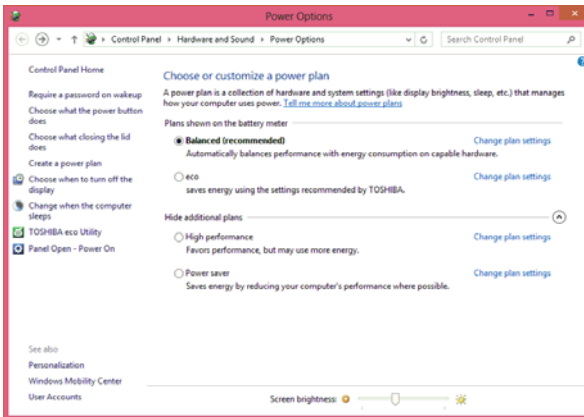 Power Options
Control Panel › Hardware and Sound › Power Options
Search Control Panel
Control Panel Home
Require a password on wakeup
Choose what the power button
does
Choose what closing the lid
does
Create a power plan
Choose when to turn off the
display
Change when the computer
sleeps
TOSHIBA eco Utility
Panel Open - Power On
See also
Personalization
Windows Mobility Center
User Accounts
Choose or customize a power plan
A power plan is a collection of hardware and system settings (like display brightness, sleep, etc.) that manages
how your computer uses power. Tell me more about power plans
Plans shown on the battery meter
Balanced (recommended) Change plan settings
Automatically balances performance with energy consumption on capable hardware.
eco Change plan settings
saves energy using the settings recommended by TOSHIBA.
Hide additional plans
High performance Change plan settings
Favors performance, but may use more energy.
Power saver Change plan settings
Saves energy by reducing your computer's performance where possible.
Screen brightness: